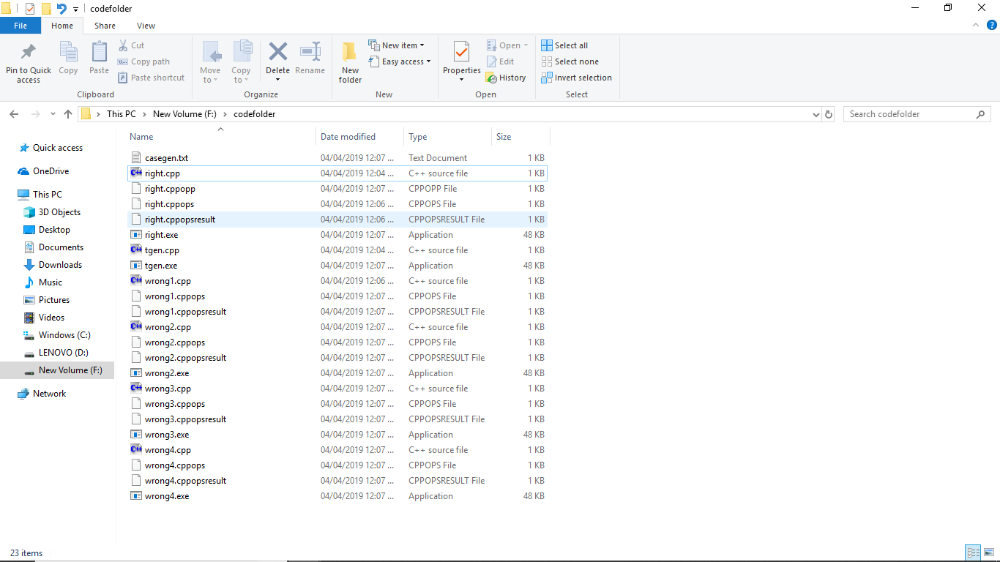 codefolder
File Home Share View
Pin to Quick access
Copy
Paste
Cut
Copy path
Paste shortcut
Clipboard
Move to
Copy to
Delete
Rename
Organize
New folder
New item
Easy access
New
Properties
Open
Edit
History
Open
Select all
Select none
Invert selection
Select
This PC New Volume (F:) codefolder
Search codefolder
Quick access
OneDrive
This PC
3D Objects
Desktop
Documents
Downloads
Music
Pictures
Videos
Windows (C:)
LENOVO (D:)
New Volume (F:)
Network
Name Date modified Type Size
casegen.txt 04/04/2019 12:07 ... Text Document 1 KB
right.cpp 04/04/2019 12:04 ... C++ source file 1 KB
right.cppopp 04/04/2019 12:07 ... CPPOPP File 1 KB
right.cppops 04/04/2019 12:06 ... CPPOPS File 1 KB
right.cppopsresult 04/04/2019 12:06 ... CPPOPSRESULT File 1 KB
right.exe 04/04/2019 12:07 ... Application 48 KB
tgen.cpp 04/04/2019 12:04 ... C++ source file 1 KB
tgen.exe 04/04/2019 12:07 ... Application 48 KB
wrong1.cpp 04/04/2019 12:06 ... C++ source file 1 KB
wrong1.cppops 04/04/2019 12:07 ... CPPOPS File 1 KB
wrong1.cppopsresult 04/04/2019 12:07 ... CPPOPSRESULT File 1 KB
wrong2.cpp 04/04/2019 12:07 ... C++ source file 1 KB
wrong2.cppops 04/04/2019 12:07 ... CPPOPS File 1 KB
wrong2.cppopsresult 04/04/2019 12:07 ... CPPOPSRESULT File 1 KB
wrong2.exe 04/04/2019 12:07 ... Application 48 KB
wrong3.cpp 04/04/2019 12:07 ... C++ source file 1 KB
wrong3.cppops 04/04/2019 12:07 ... CPPOPS File 1 KB
wrong3.cppopsresult 04/04/2019 12:07 ... CPPOPSRESULT File 1 KB
wrong3.exe 04/04/2019 12:07 ... Application 48 KB
wrong4.cpp 04/04/2019 12:07 ... C++ source file 1 KB
wrong4.cppops 04/04/2019 12:07 ... CPPOPS File 1 KB
wrong4.cppopsresult 04/04/2019 12:07 ... CPPOPSRESULT File 1 KB
wrong4.exe 04/04/2019 12:07 ... Application 48 KB
23 items